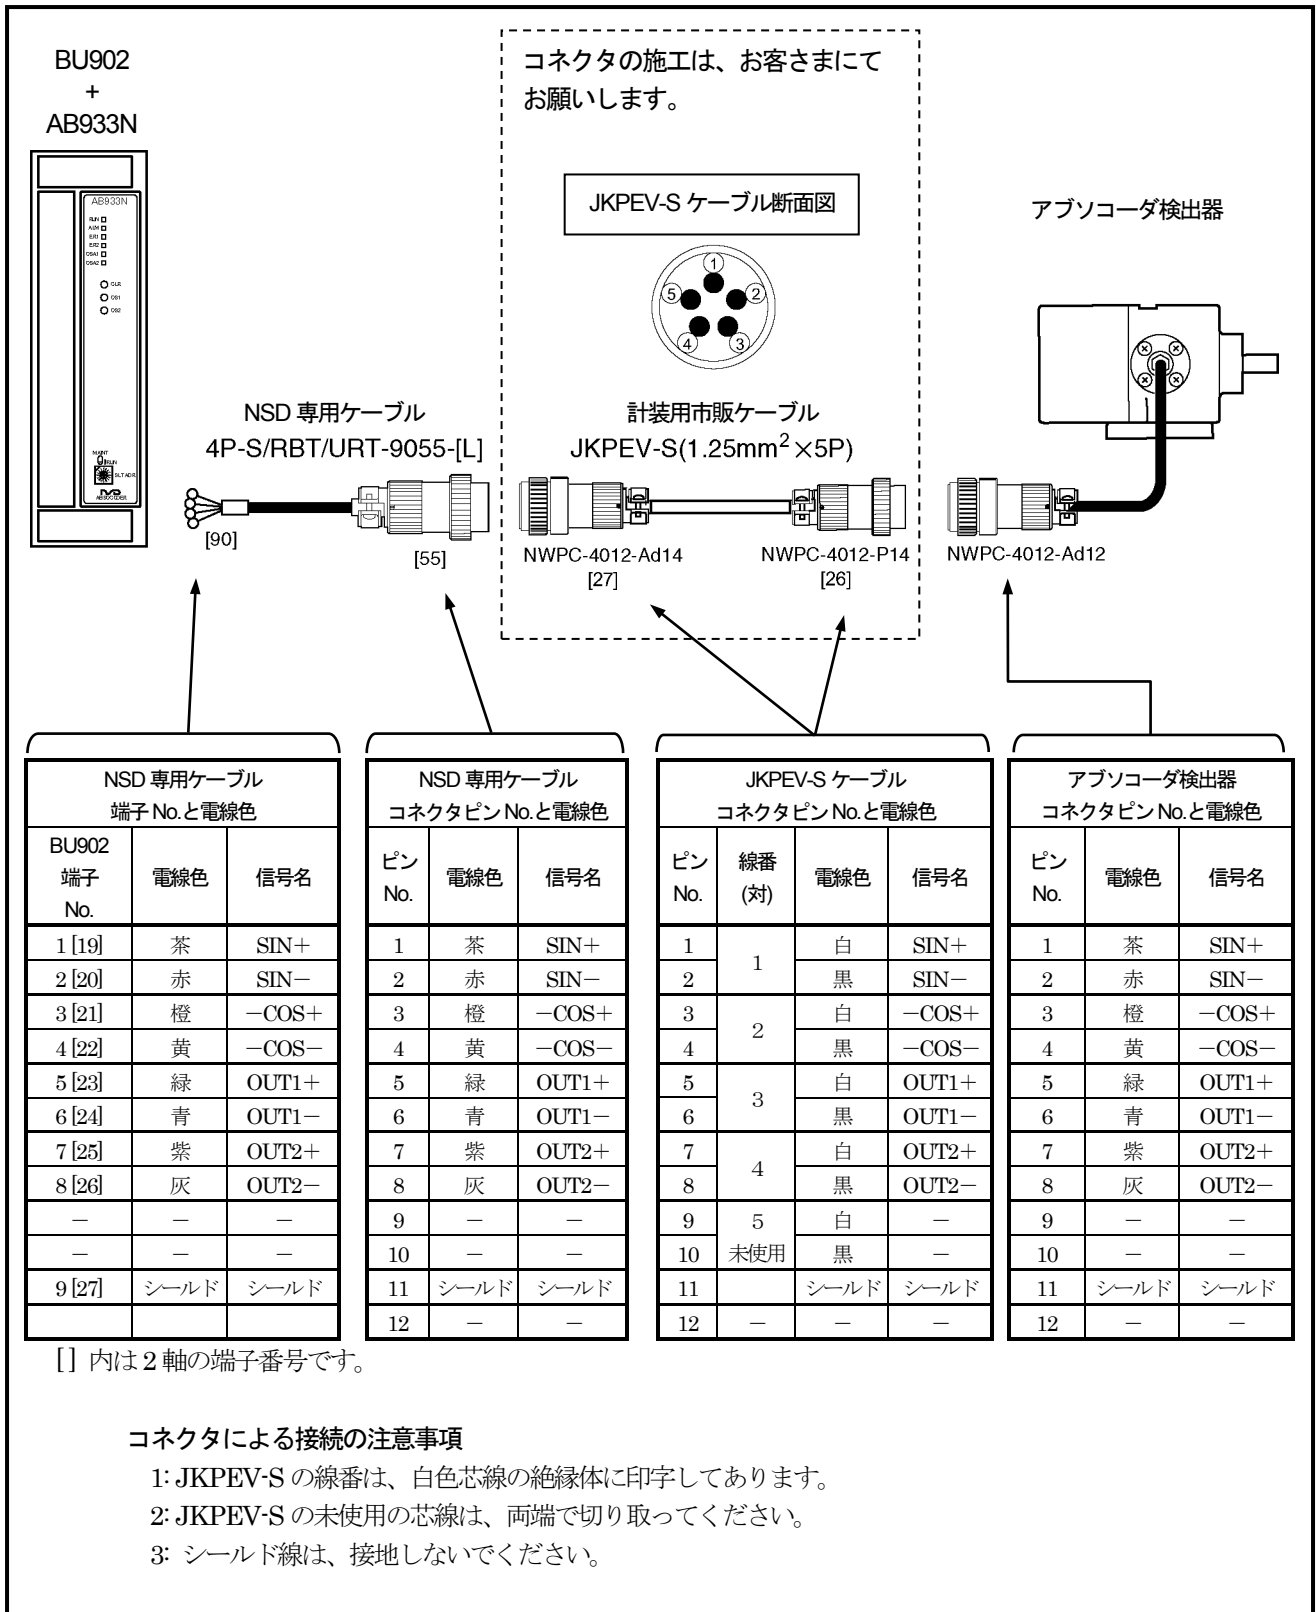 BU902
+
AB933N
コネクタの施工は、お客さまにて
お願いします。
AB933N
RUN
ALM
ER1
ER2
OSA1
OSA2
CLR
OS1
OS2
MAINT
RUN
SLT ADR.
NSD
ABSOCODER
JKPEV-S ケーブル断面図
1
2
3
4
5
アブソコーダ検出器
NSD 専用ケーブル
4P-S/RBT/URT-9055-[L]
計装用市販ケーブル
JKPEV-S(1.25mm²×5P)
[90]
[55]
NWPC-4012-Ad14
[27]
NWPC-4012-P14
[26]
NWPC-4012-Ad12
NSD 専用ケーブル
端子 No.と電線色
BU902 端子 No. 電線色 信号名
1 [19] 茶 SIN+
2 [20] 赤 SIN−
3 [21] 橙 −COS+
4 [22] 黄 −COS−
5 [23] 緑 OUT1+
6 [24] 青 OUT1−
7 [25] 紫 OUT2+
8 [26] 灰 OUT2−
− − −
− − −
9 [27] シールド シールド
NSD 専用ケーブル
コネクタピン No.と電線色
ピン No. 電線色 信号名
1 茶 SIN+
2 赤 SIN−
3 橙 −COS+
4 黄 −COS−
5 緑 OUT1+
6 青 OUT1−
7 紫 OUT2+
8 灰 OUT2−
9 − −
10 − −
11 シールド シールド
12 − −
JKPEV-S ケーブル
コネクタピン No.と電線色
ピン No. 線番 (対) 電線色 信号名
1 1 白 SIN+
2 黒 SIN−
3 2 白 −COS+
4 黒 −COS−
5 3 白 OUT1+
6 黒 OUT1−
7 4 白 OUT2+
8 黒 OUT2−
9 5 白 −
10 未使用 黒 −
11 シールド シールド
12 − − −
アブソコーダ検出器
コネクタピン No.と電線色
ピン No. 電線色 信号名
1 茶 SIN+
2 赤 SIN−
3 橙 −COS+
4 黄 −COS−
5 緑 OUT1+
6 青 OUT1−
7 紫 OUT2+
8 灰 OUT2−
9 − −
10 − −
11 シールド シールド
12 − −
[ ] 内は 2 軸の端子番号です。
コネクタによる接続の注意事項
1: JKPEV-S の線番は、白色芯線の絶縁体に印字してあります。
2: JKPEV-S の未使用の芯線は、両端で切り取ってください。
3: シールド線は、接地しないでください。